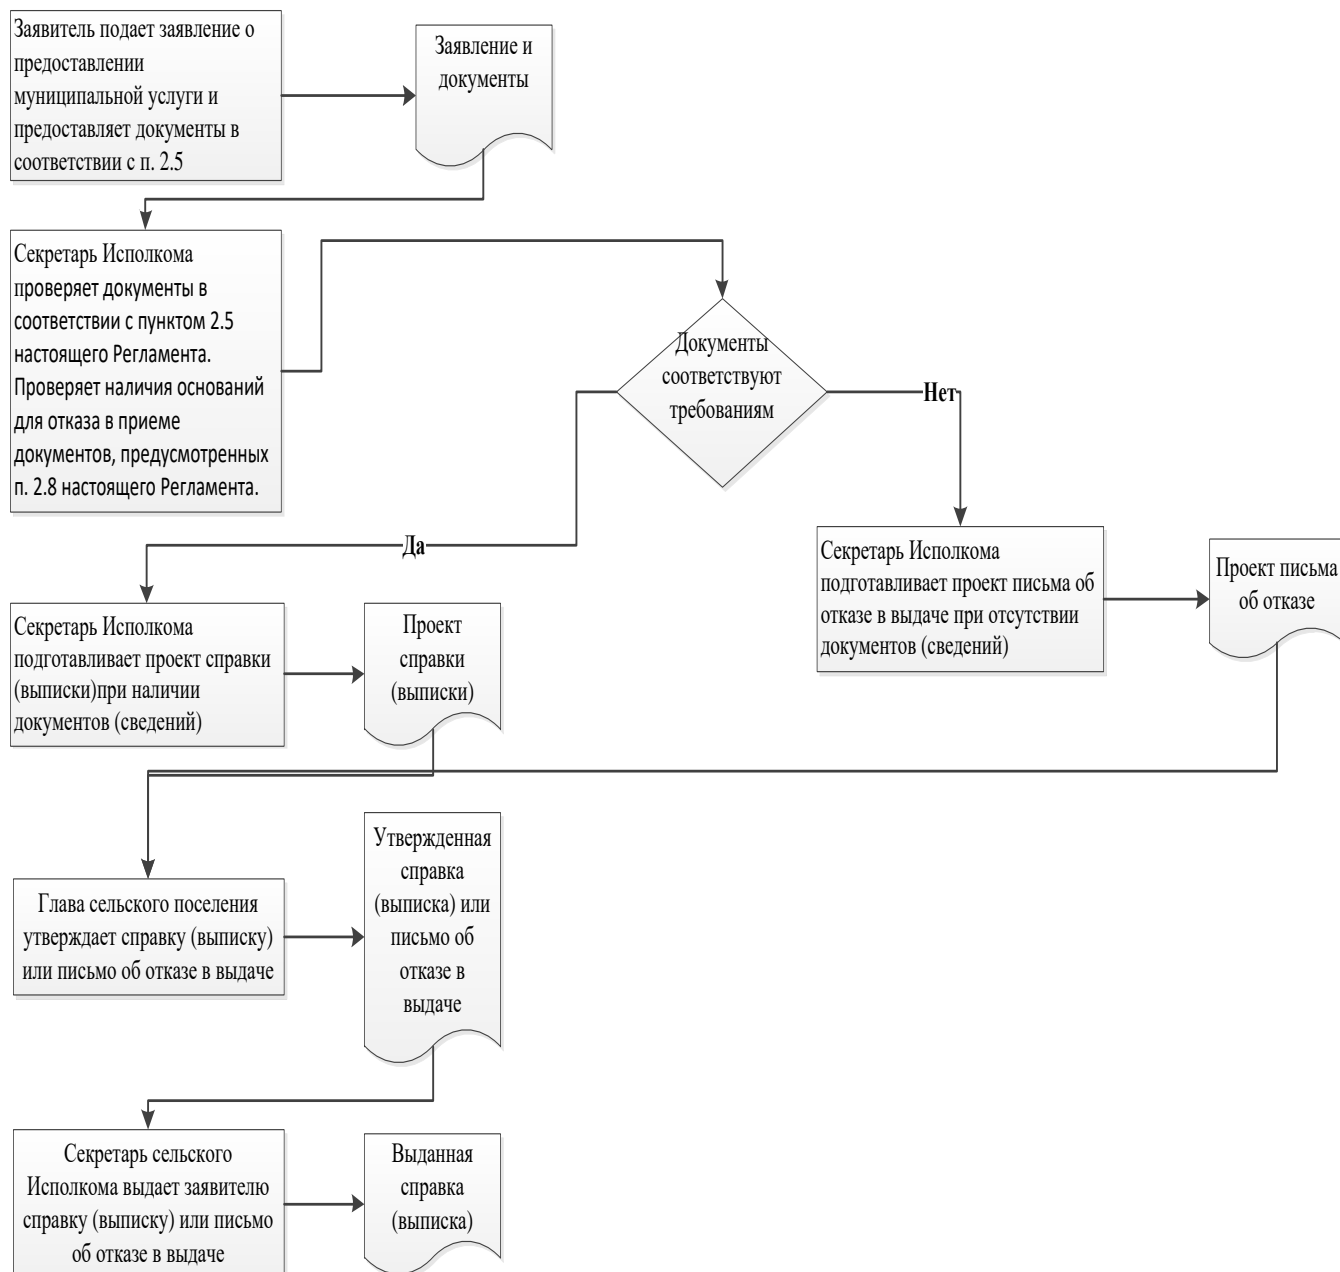 Заявитель подает заявление о
предоставлении
муниципальной услуги и
предоставляет документы в
соответствии с п. 2.5
Заявление и
документы
Секретарь Исполкома
проверяет документы в
соответствии с пунктом 2.5
настоящего Регламента.
Проверяет наличия оснований
для отказа в приеме
документов, предусмотренных
п. 2.8 настоящего Регламента.
Документы
соответствуют
требованиям
Нет
Да
Секретарь Исполкома
подготавливает проект письма об
отказе в выдаче при отсутствии
документов (сведений)
Проект письма
об отказе
Секретарь Исполкома
подготавливает проект справки
(выписки)при наличии
документов (сведений)
Проект
справки
(выписки)
Глава сельского поселения
утверждает справку (выписку)
или письмо об отказе в выдаче
Утвержденная
справка
(выписка) или
письмо об
отказе в
выдаче
Секретарь сельского
Исполкома выдает заявителю
справку (выписку) или письмо
об отказе в выдаче
Выданная
справка
(выписка)